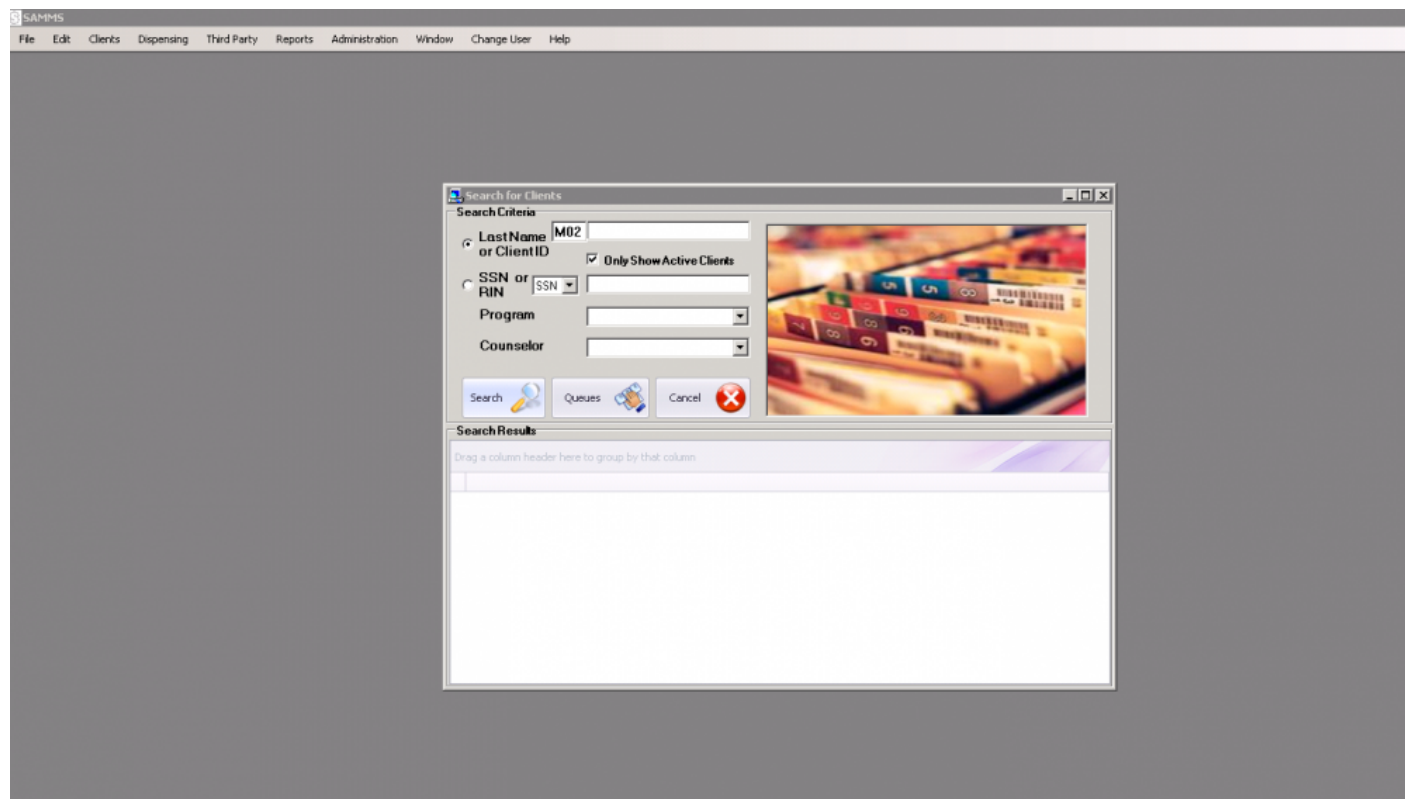 SAMMS
File Edit Clients Dispensing Third Party Reports Administration Window Change User Help
Search for Clients
Search Criteria
Last Name or Client ID M02
Only Show Active Clients
SSN or RIN SSN
Program
Counselor
Search Queues Cancel
Search Results
Drag a column header here to group by that column